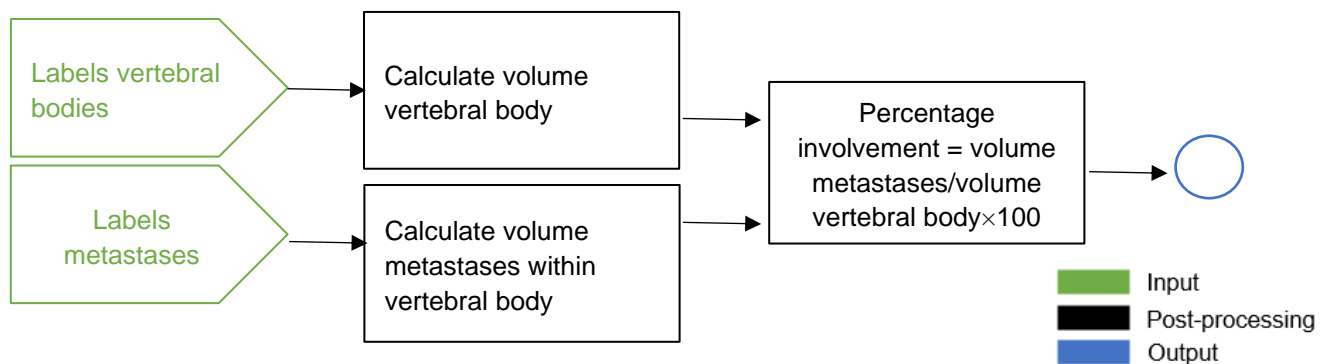 Labels vertebral
bodies
Calculate volume
vertebral body
Labels
metastases
Calculate volume
metastases within
vertebral body
Percentage
involvement = volume
metastases/volume
vertebral body×100
Input
Post-processing
Output